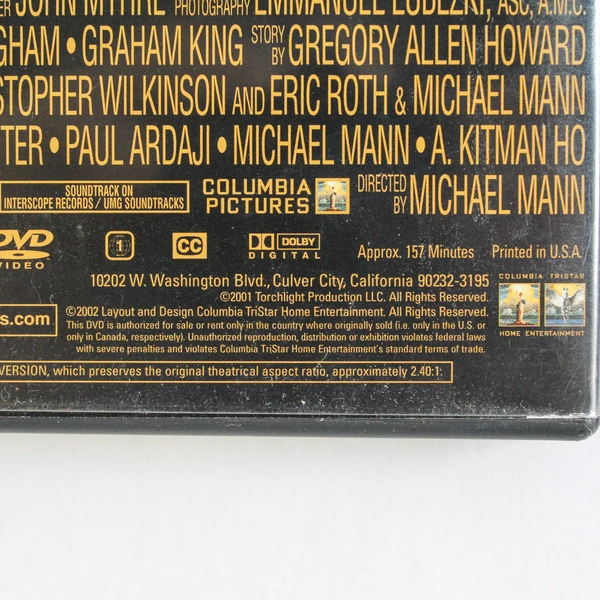 JOHN PHOTOGRAPHY EMMANUEL LUBEZKI, ASC, A.M.C.
GHAM • GRAHAM KING STORY BY GREGORY ALLEN HOWARD
STOPHER WILKINSON AND ERIC ROTH & MICHAEL MANN
TER • PAUL ARDAJI • MICHAEL MANN • A. KITMAN HO
SOUNDTRACK ON
INTERSCOPE RECORDS / UMG SOUNDTRACKS
COLUMBIA
PICTURES
DIRECTED BY MICHAEL MANN
DVD
VIDEO
1
CC
DOLBY
DIGITAL
Approx. 157 Minutes Printed in U.S.A.
10202 W. Washington Blvd., Culver City, California 90232-3195
©2001 Torchlight Production LLC. All Rights Reserved.
©2002 Layout and Design Columbia TriStar Home Entertainment. All Rights Reserved.
This DVD is authorized for sale or rent only in the country where originally sold (i.e. only in the U.S. or
only in Canada, respectively). Unauthorized reproduction, distribution or exhibition violates federal laws
with severe penalties and violates Columbia TriStar Home Entertainment's standard terms of trade.
COLUMBIA TRISTAR
HOME ENTERTAINMENT
s.com
VERSION, which preserves the original theatrical aspect ratio, approximately 2.40:1.